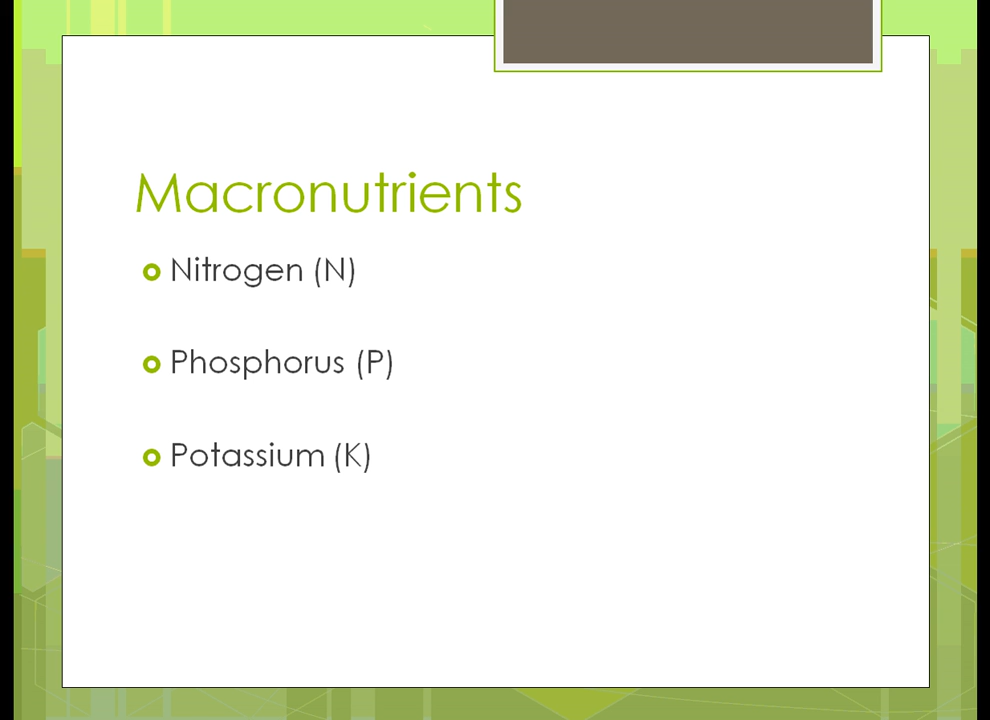 Macronutrients
Nitrogen (N)
Phosphorus (P)
Potassium (K)